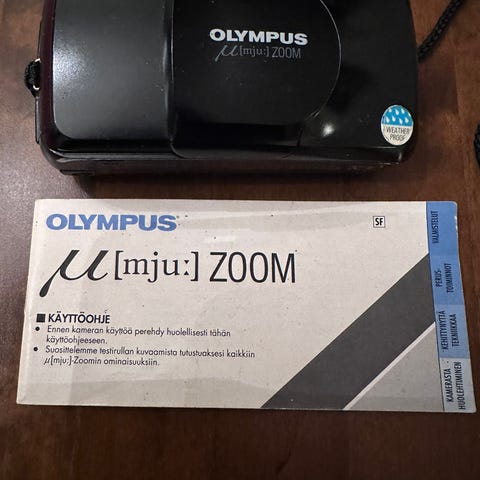 OLYMPUS
µ[mju:] ZOOM
WEATHER
PROOF
OLYMPUS
SF
µ[mju:] ZOOM
■ KÄYTTÖOHJE
● Ennen kameran käyttöä perehdy huolellisesti tähän
käyttöohjeeseen.
● Suosittelemme testirullan kuvaamista tutustuaksesi kaikkiin
µ[mju:]-Zoomin ominaisuuksiin.
VALMISTELUT
PERUS-
TOIMINNOT
KEHITTYNYTTÄ
TEKNIIKKAA
KAMERASTA
HUOLEHTIMINEN